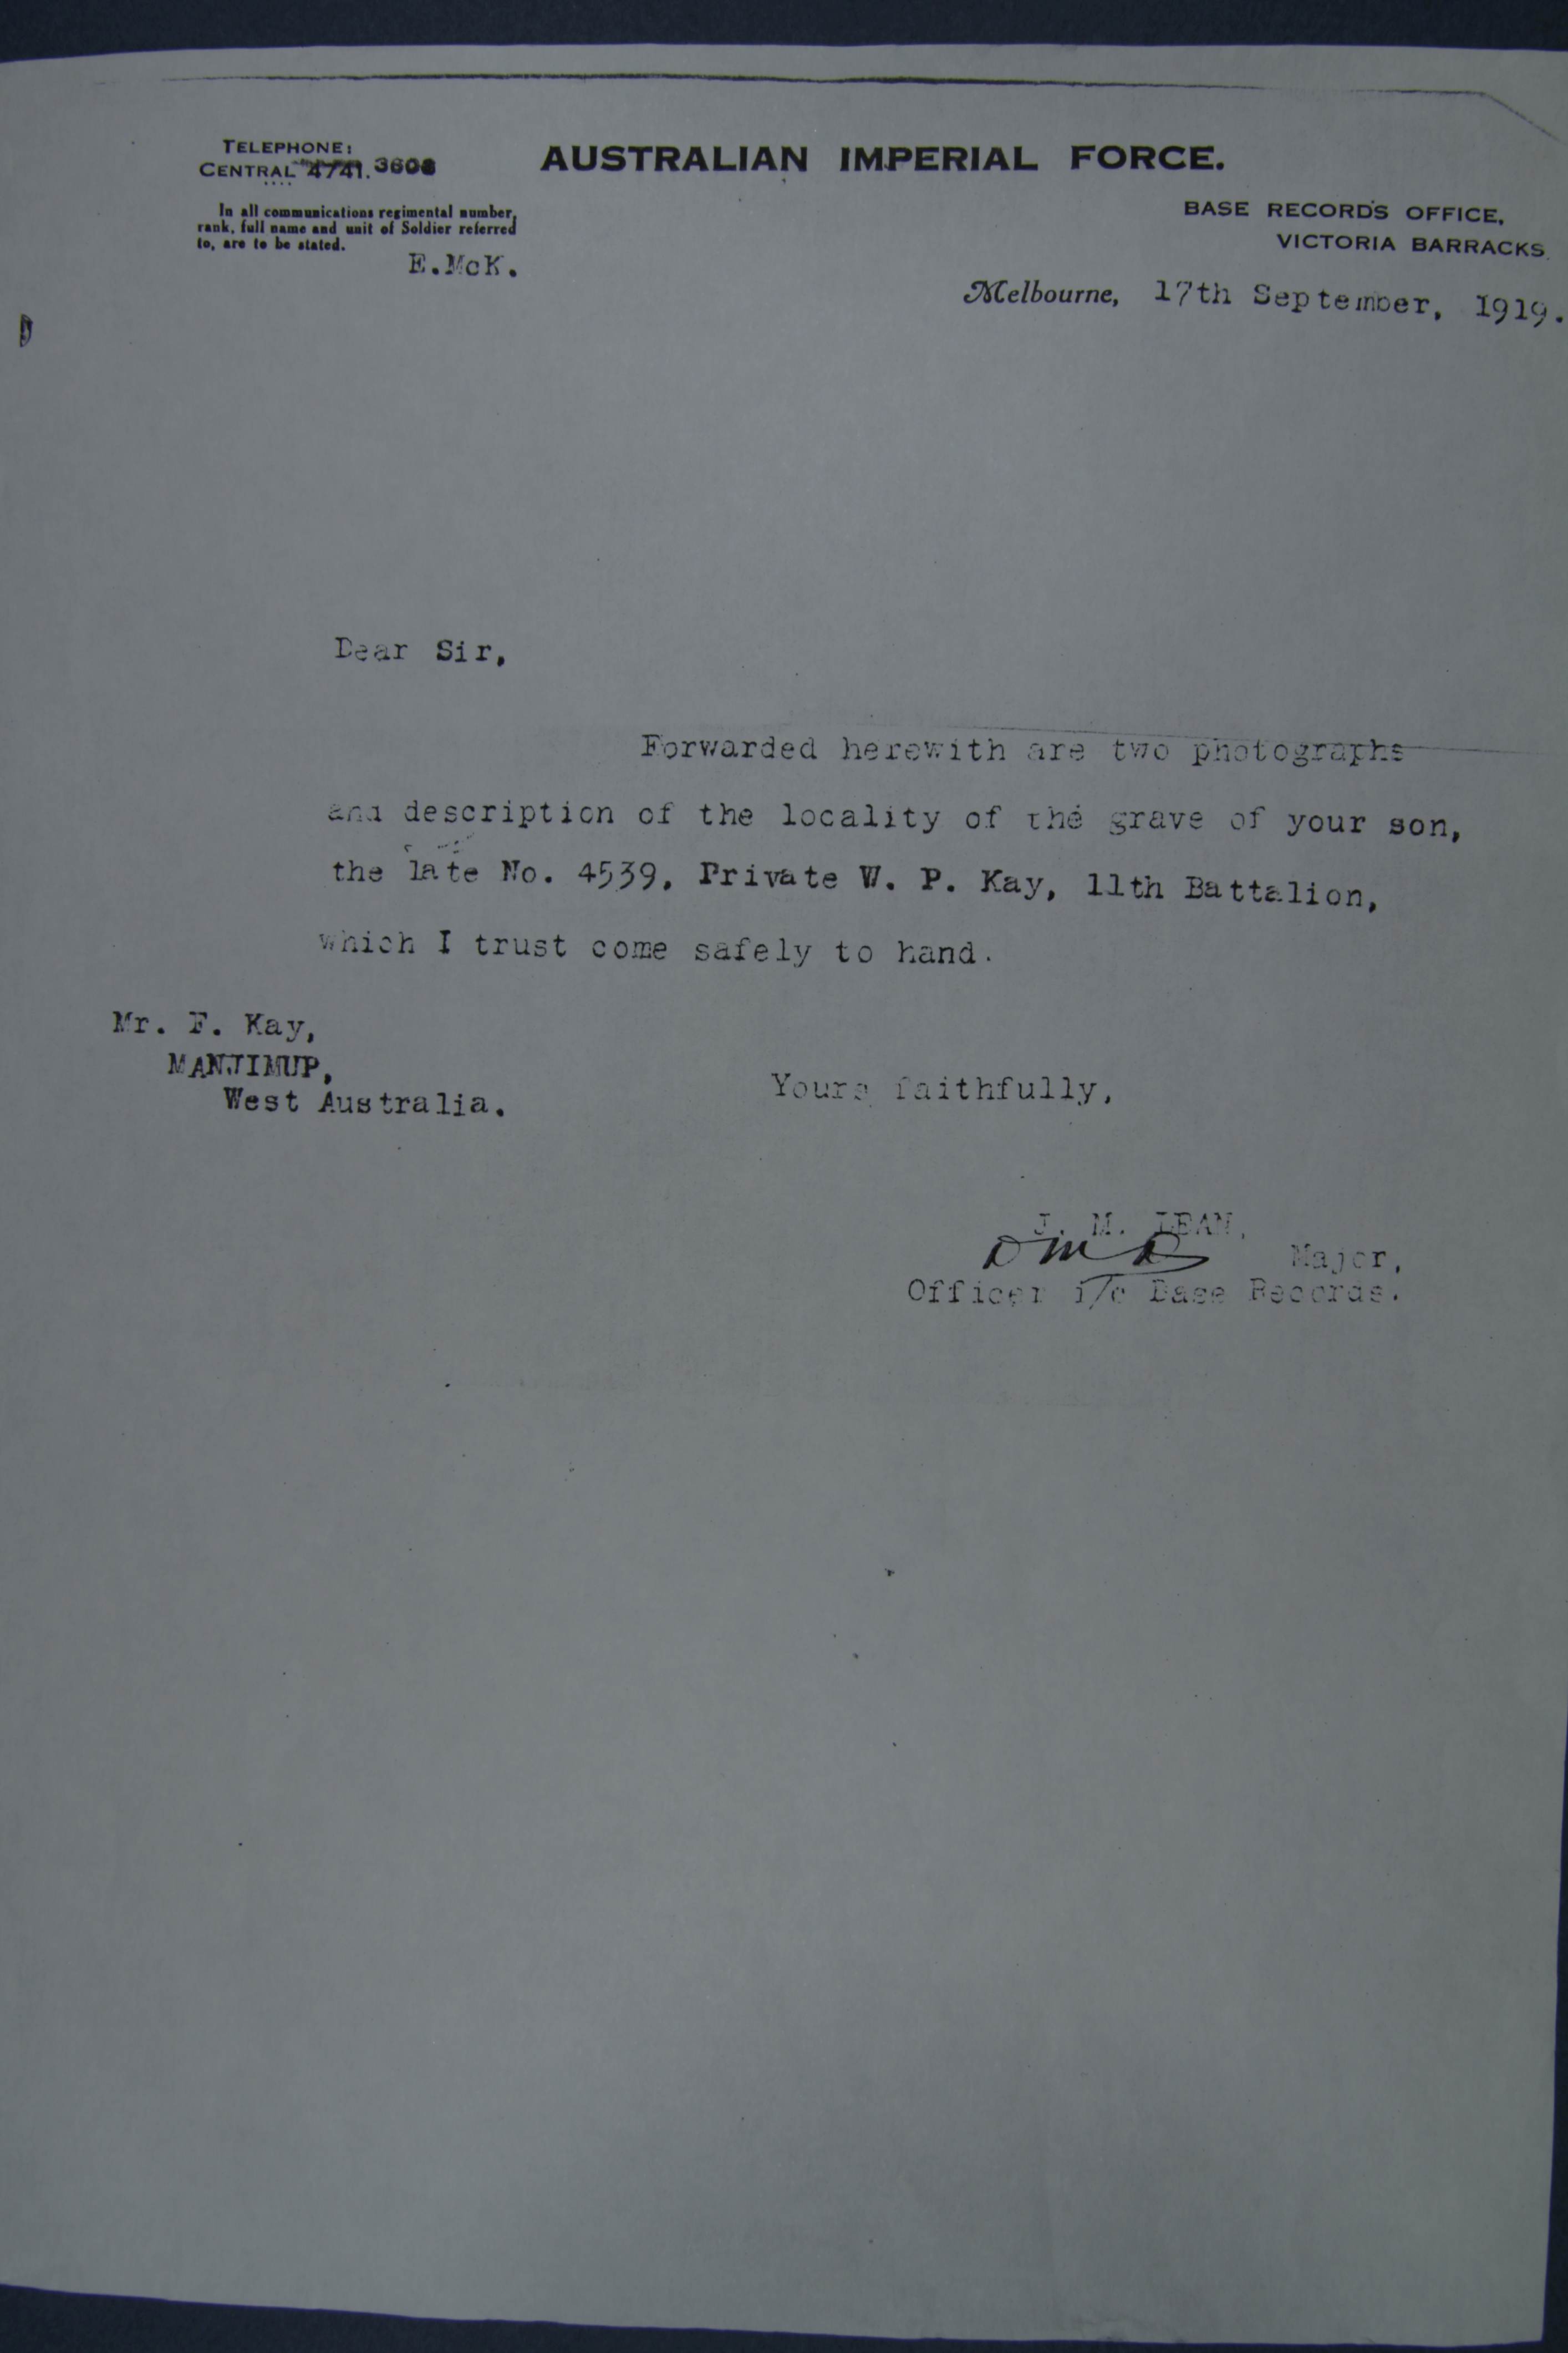 TELEPHONE:
CENTRAL 4741. 3608
AUSTRALIAN IMPERIAL FORCE.
In all communications regimental number,
rank, full name and unit of Soldier referred
to, are to be stated.
E.McK.
BASE RECORDS OFFICE,
VICTORIA BARRACKS.
Melbourne, 17th September, 1919.
Dear Sir,
Forwarded herewith are two photographs
and description of the locality of the grave of your son,
the late No. 4539, Private W. P. Kay, 11th Battalion,
which I trust come safely to hand.
Mr. F. Kay,
MANJIMUP,
West Australia.
Yours faithfully,
J. M. LEAN,
Major,
Officer i/c Base Records.